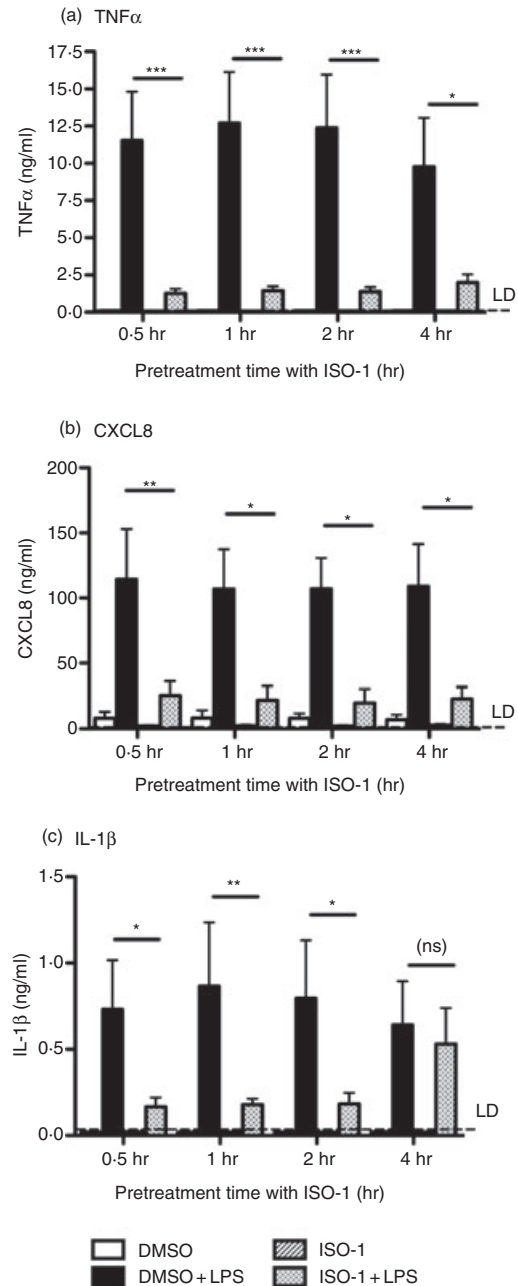 (a) TNFα
17·5
15·0
12·5
10·0
7·5
5·0
2·5
0·0
TNFα (ng/ml)
*** *** *** *
LD
0·5 hr 1 hr 2 hr 4 hr
Pretreatment time with ISO-1 (hr)
(b) CXCL8
200
150
100
50
0
CXCL8 (ng/ml)
** * * *
LD
0·5 hr 1 hr 2 hr 4 hr
Pretreatment time with ISO-1 (hr)
(c) IL-1β
1·5
1·0
0·5
0·0
IL-1β (ng/ml)
* ** * (ns)
LD
0·5 hr 1 hr 2 hr 4 hr
Pretreatment time with ISO-1 (hr)
DMSO ISO-1
DMSO+LPS ISO-1+LPS